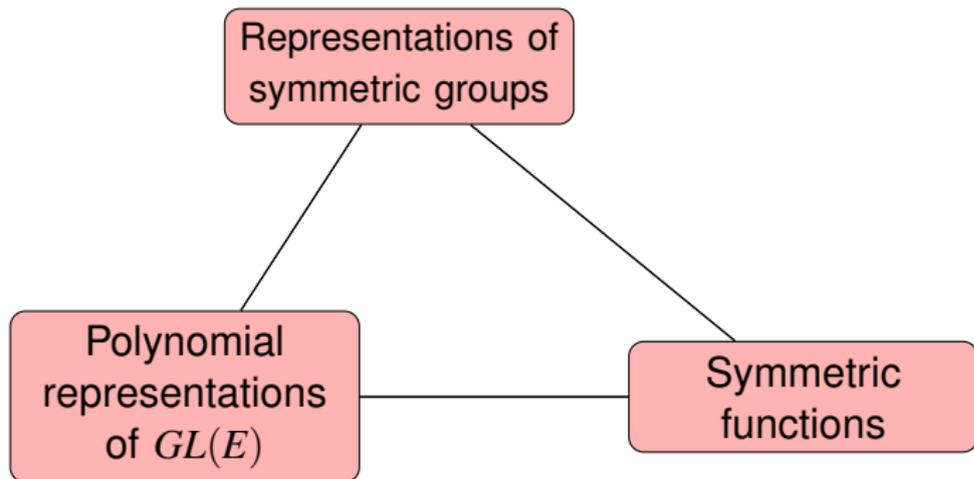 Representations of
symmetric groups
Polynomial
representations
of GL(E)
Symmetric
functions